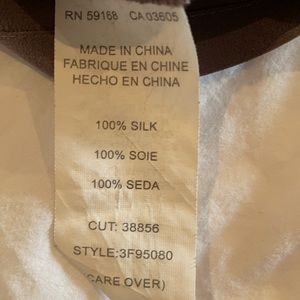 RN 59168 CA 03605
MADE IN CHINA
FABRIQUE EN CHINE
HECHO EN CHINA
100% SILK
100% SOIE
100% SEDA
CUT: 38856
STYLE:3F95080
(CARE OVER)